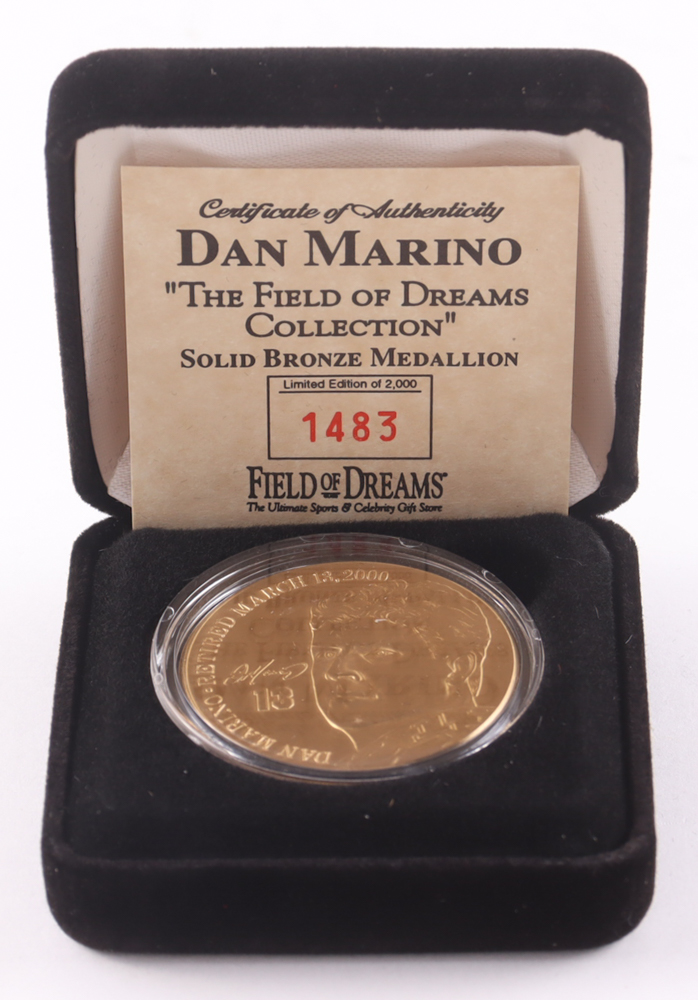 Certificate of Authenticity
DAN MARINO
"THE FIELD OF DREAMS
COLLECTION"
SOLID BRONZE MEDALLION
Limited Edition of 2,000
1483
FIELD OF DREAMS
The Ultimate Sports & Celebrity Gift Store
DAN MARINO•RETIRED MARCH 13, 2000
13